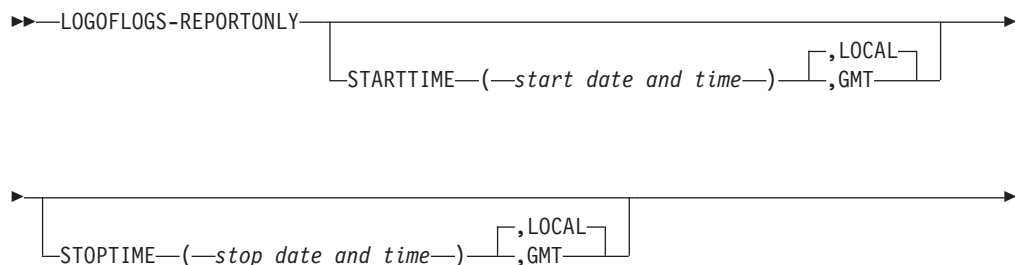 LOGOFLOGS-REPORTONLY
,LOCAL
STARTTIME ( start date and time ) ,GMT
,LOCAL
STOPTIME ( stop date and time ) ,GMT